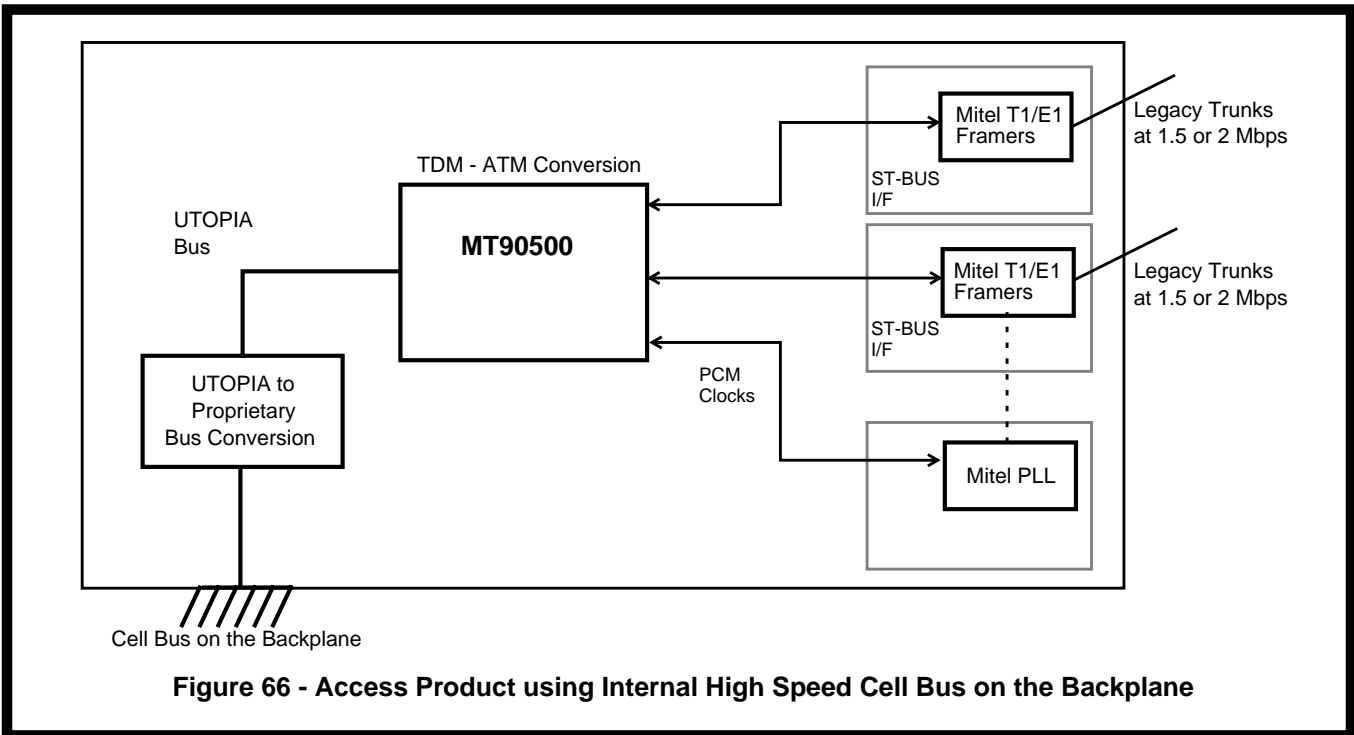 TDM - ATM Conversion
MT90500
UTOPIA
Bus
UTOPIA to
Proprietary
Bus Conversion
Cell Bus on the Backplane
Mitel T1/E1
Framers
ST-BUS
I/F
Legacy Trunks
at 1.5 or 2 Mbps
Mitel T1/E1
Framers
ST-BUS
I/F
Legacy Trunks
at 1.5 or 2 Mbps
PCM
Clocks
Mitel PLL
Figure 66 - Access Product using Internal High Speed Cell Bus on the Backplane